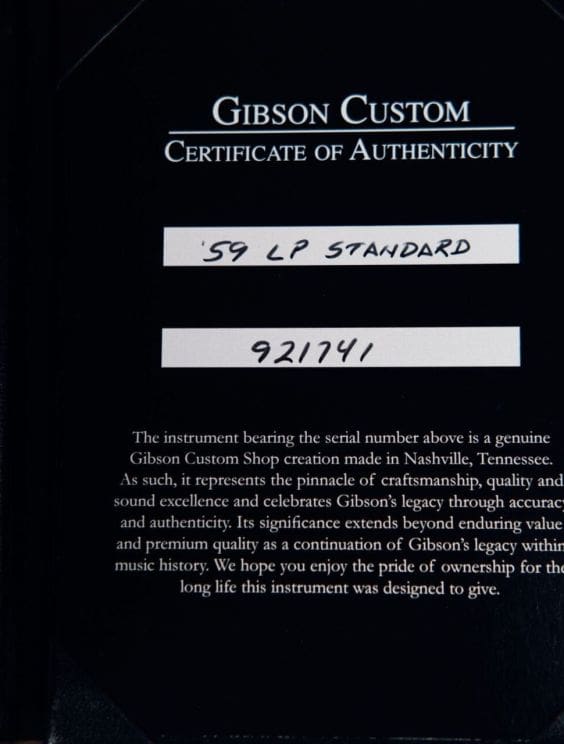 GIBSON CUSTOM
CERTIFICATE OF AUTHENTICITY
'59 LP STANDARD
921741
The instrument bearing the serial number above is a genuine
Gibson Custom Shop creation made in Nashville, Tennessee.
As such, it represents the pinnacle of craftsmanship, quality and
sound excellence and celebrates Gibson's legacy through accuracy
and authenticity. Its significance extends beyond enduring value
and premium quality as a continuation of Gibson's legacy within
music history. We hope you enjoy the pride of ownership for the
long life this instrument was designed to give.